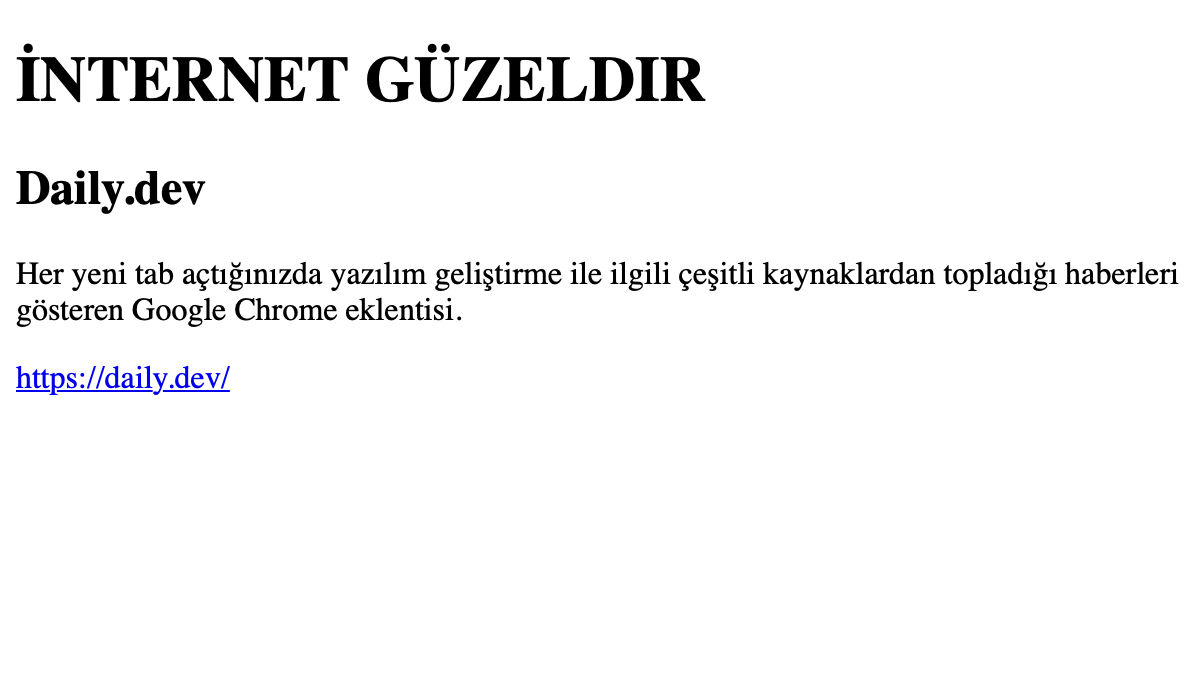 İNTERNET GÜZELDIR
Daily.dev
Her yeni tab açtığınızda yazılım geliştirme ile ilgili çeşitli kaynaklardan topladığı haberleri
gösteren Google Chrome eklentisi.
https://daily.dev/